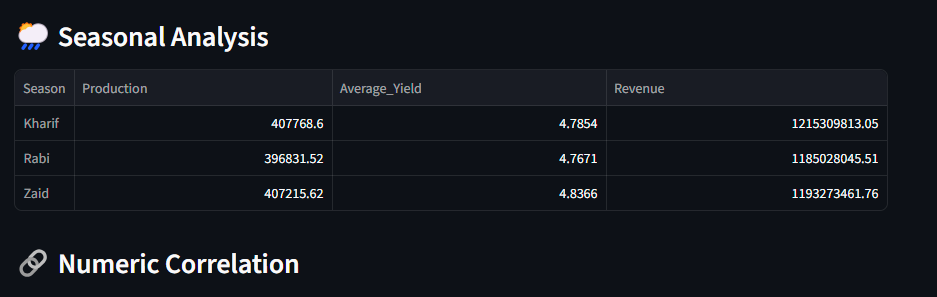 Seasonal Analysis
Season Production Average_Yield Revenue
Kharif 407768.6 4.7854 1215309813.05
Rabi 396831.52 4.7671 1185028045.51
Zaid 407215.62 4.8366 1193273461.76
Numeric Correlation